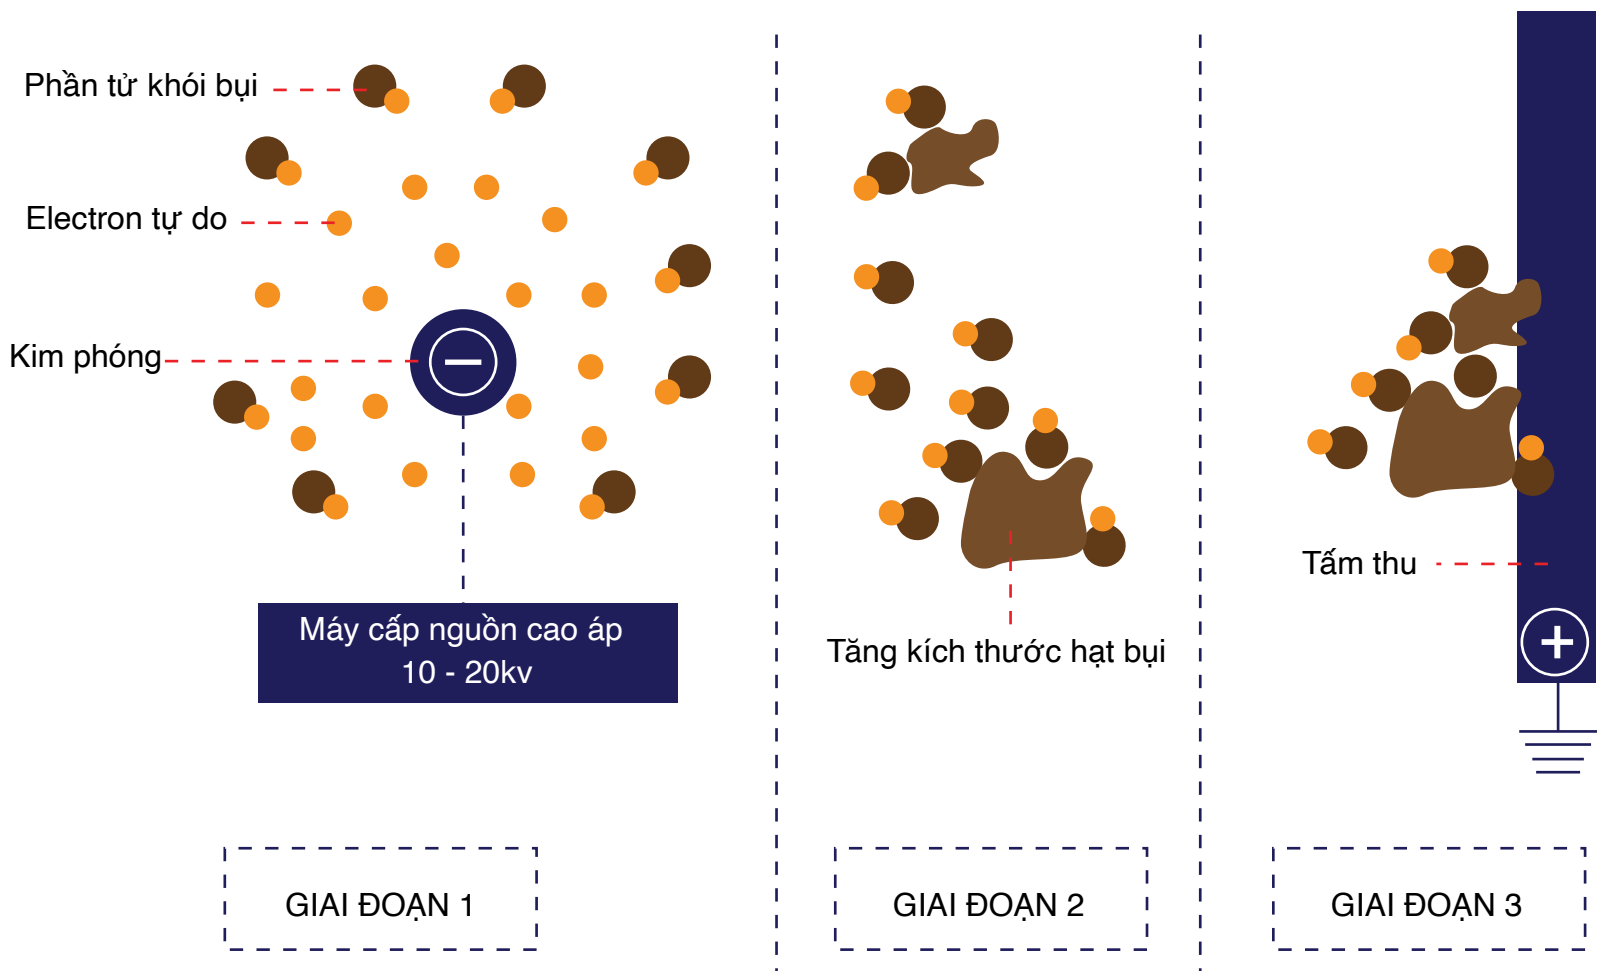 Phần tử khói bụi
Electron tự do
Kim phóng
Máy cấp nguồn cao áp
10 - 20kv
GIAI ĐOẠN 1
Tăng kích thước hạt bụi
GIAI ĐOẠN 2
Tấm thu
GIAI ĐOẠN 3